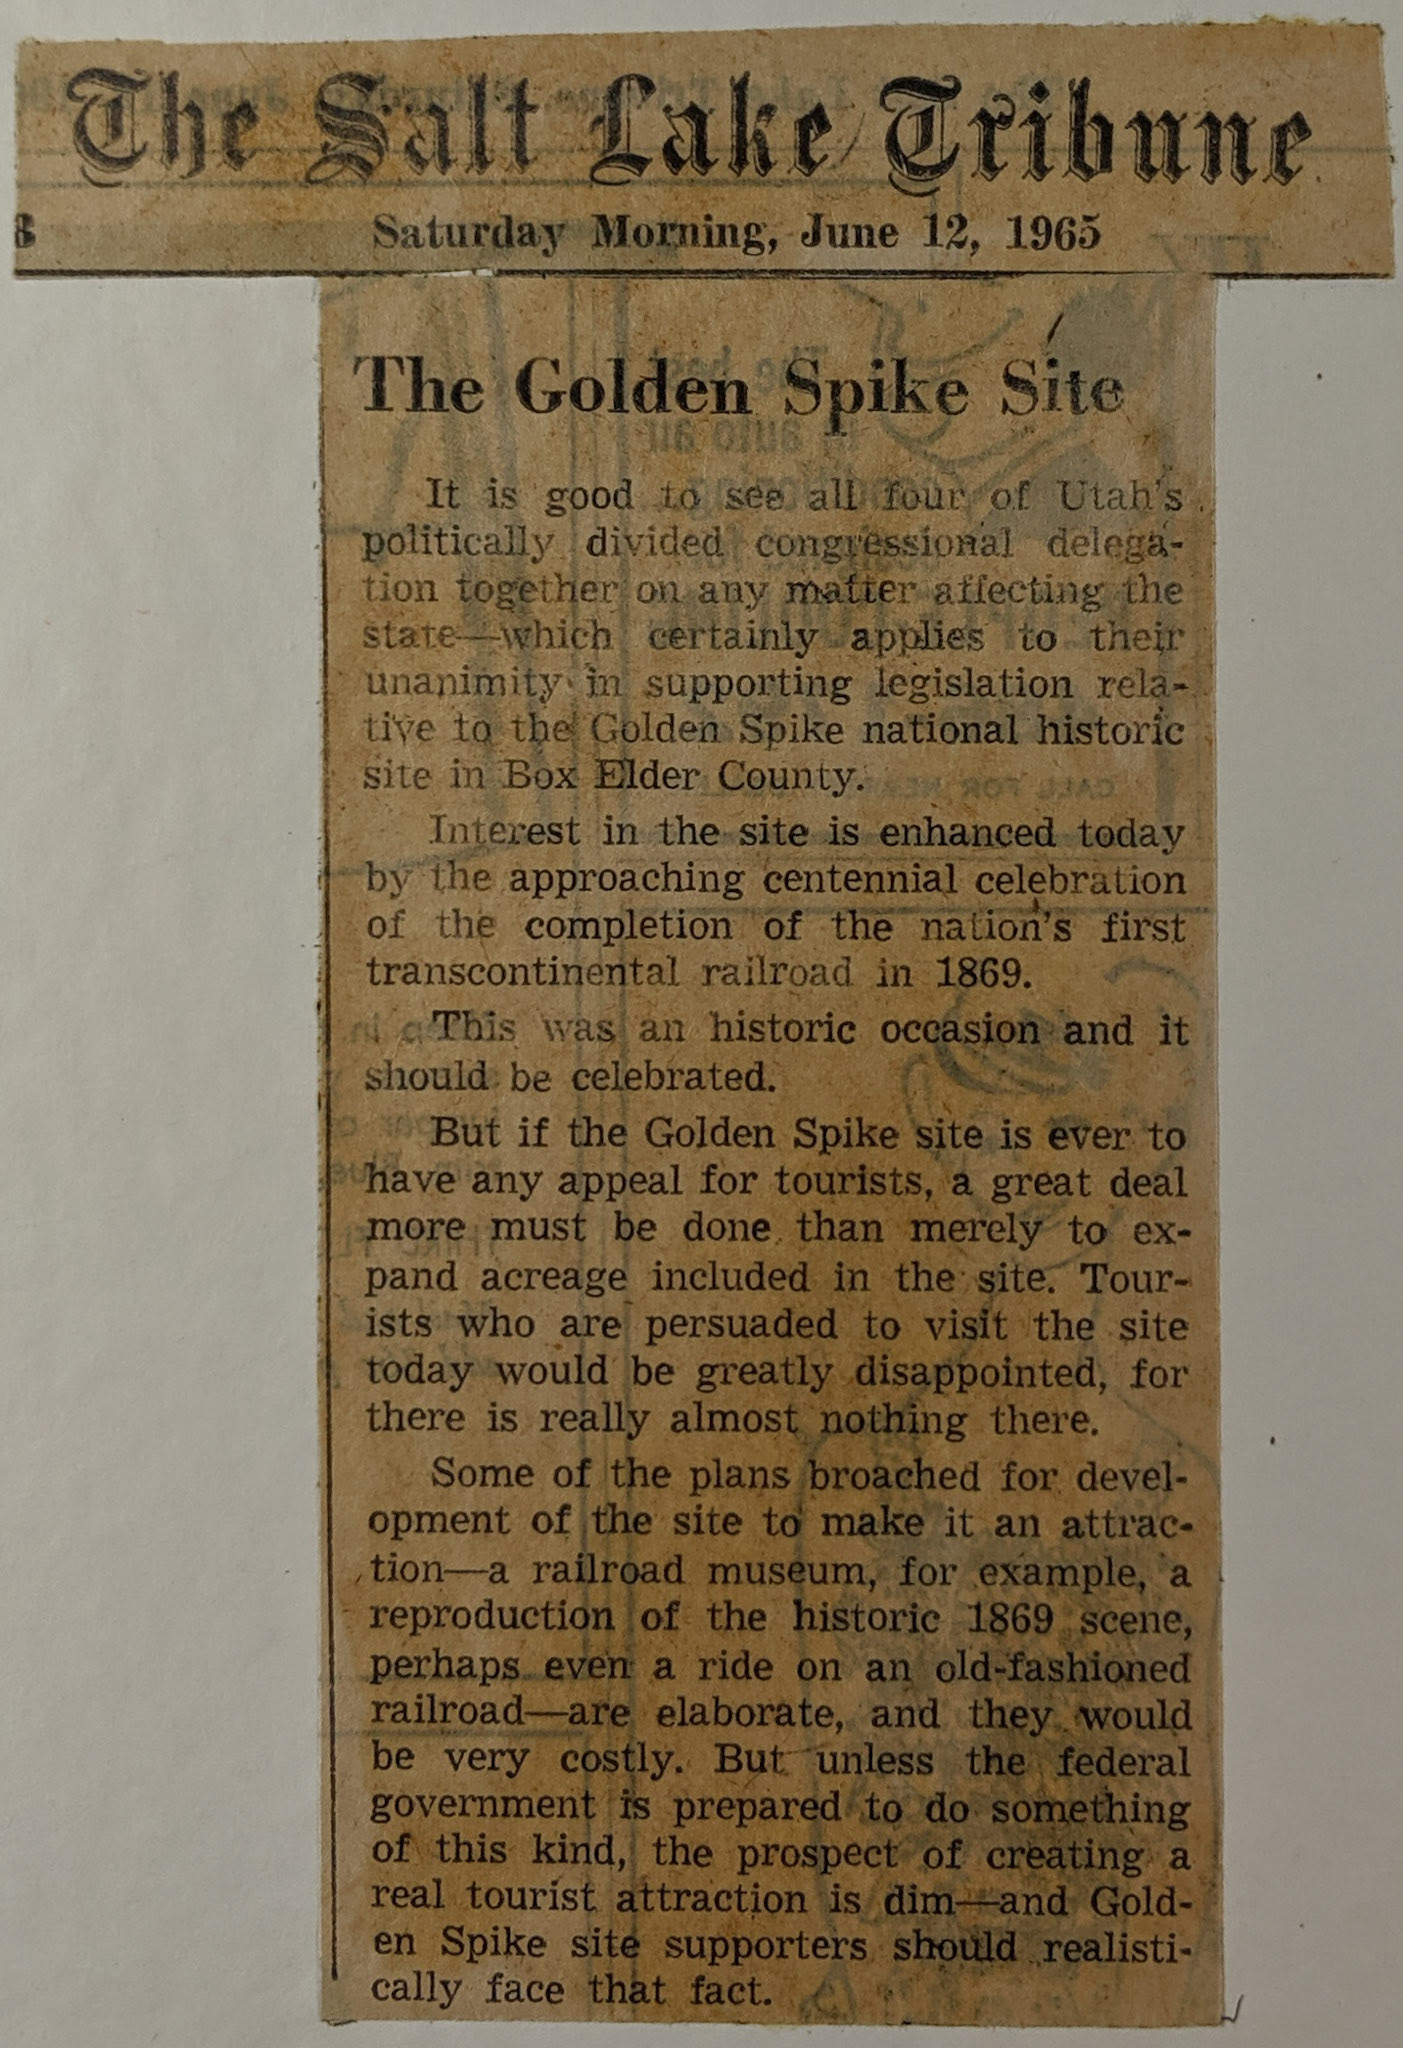 The Salt Lake Tribune
Saturday Morning, June 12, 1965
The Golden Spike Site
It is good to see all four of Utah's
politically divided congressional delega-
tion together on any matter affecting the
state—which certainly applies to their
unanimity in supporting legislation rela-
tive to the Golden Spike national historic
site in Box Elder County.
Interest in the site is enhanced today
by the approaching centennial celebration
of the completion of the nation's first
transcontinental railroad in 1869.
This was an historic occasion and it
should be celebrated.
But if the Golden Spike site is ever to
have any appeal for tourists, a great deal
more must be done than merely to ex-
pand acreage included in the site. Tour-
ists who are persuaded to visit the site
today would be greatly disappointed, for
there is really almost nothing there.
Some of the plans broached for devel-
opment of the site to make it an attrac-
tion—a railroad museum, for example, a
reproduction of the historic 1869 scene,
perhaps even a ride on an old-fashioned
railroad—are elaborate, and they would
be very costly. But unless the federal
government is prepared to do something
of this kind, the prospect of creating a
real tourist attraction is dim—and Gold-
en Spike site supporters should realisti-
cally face that fact.